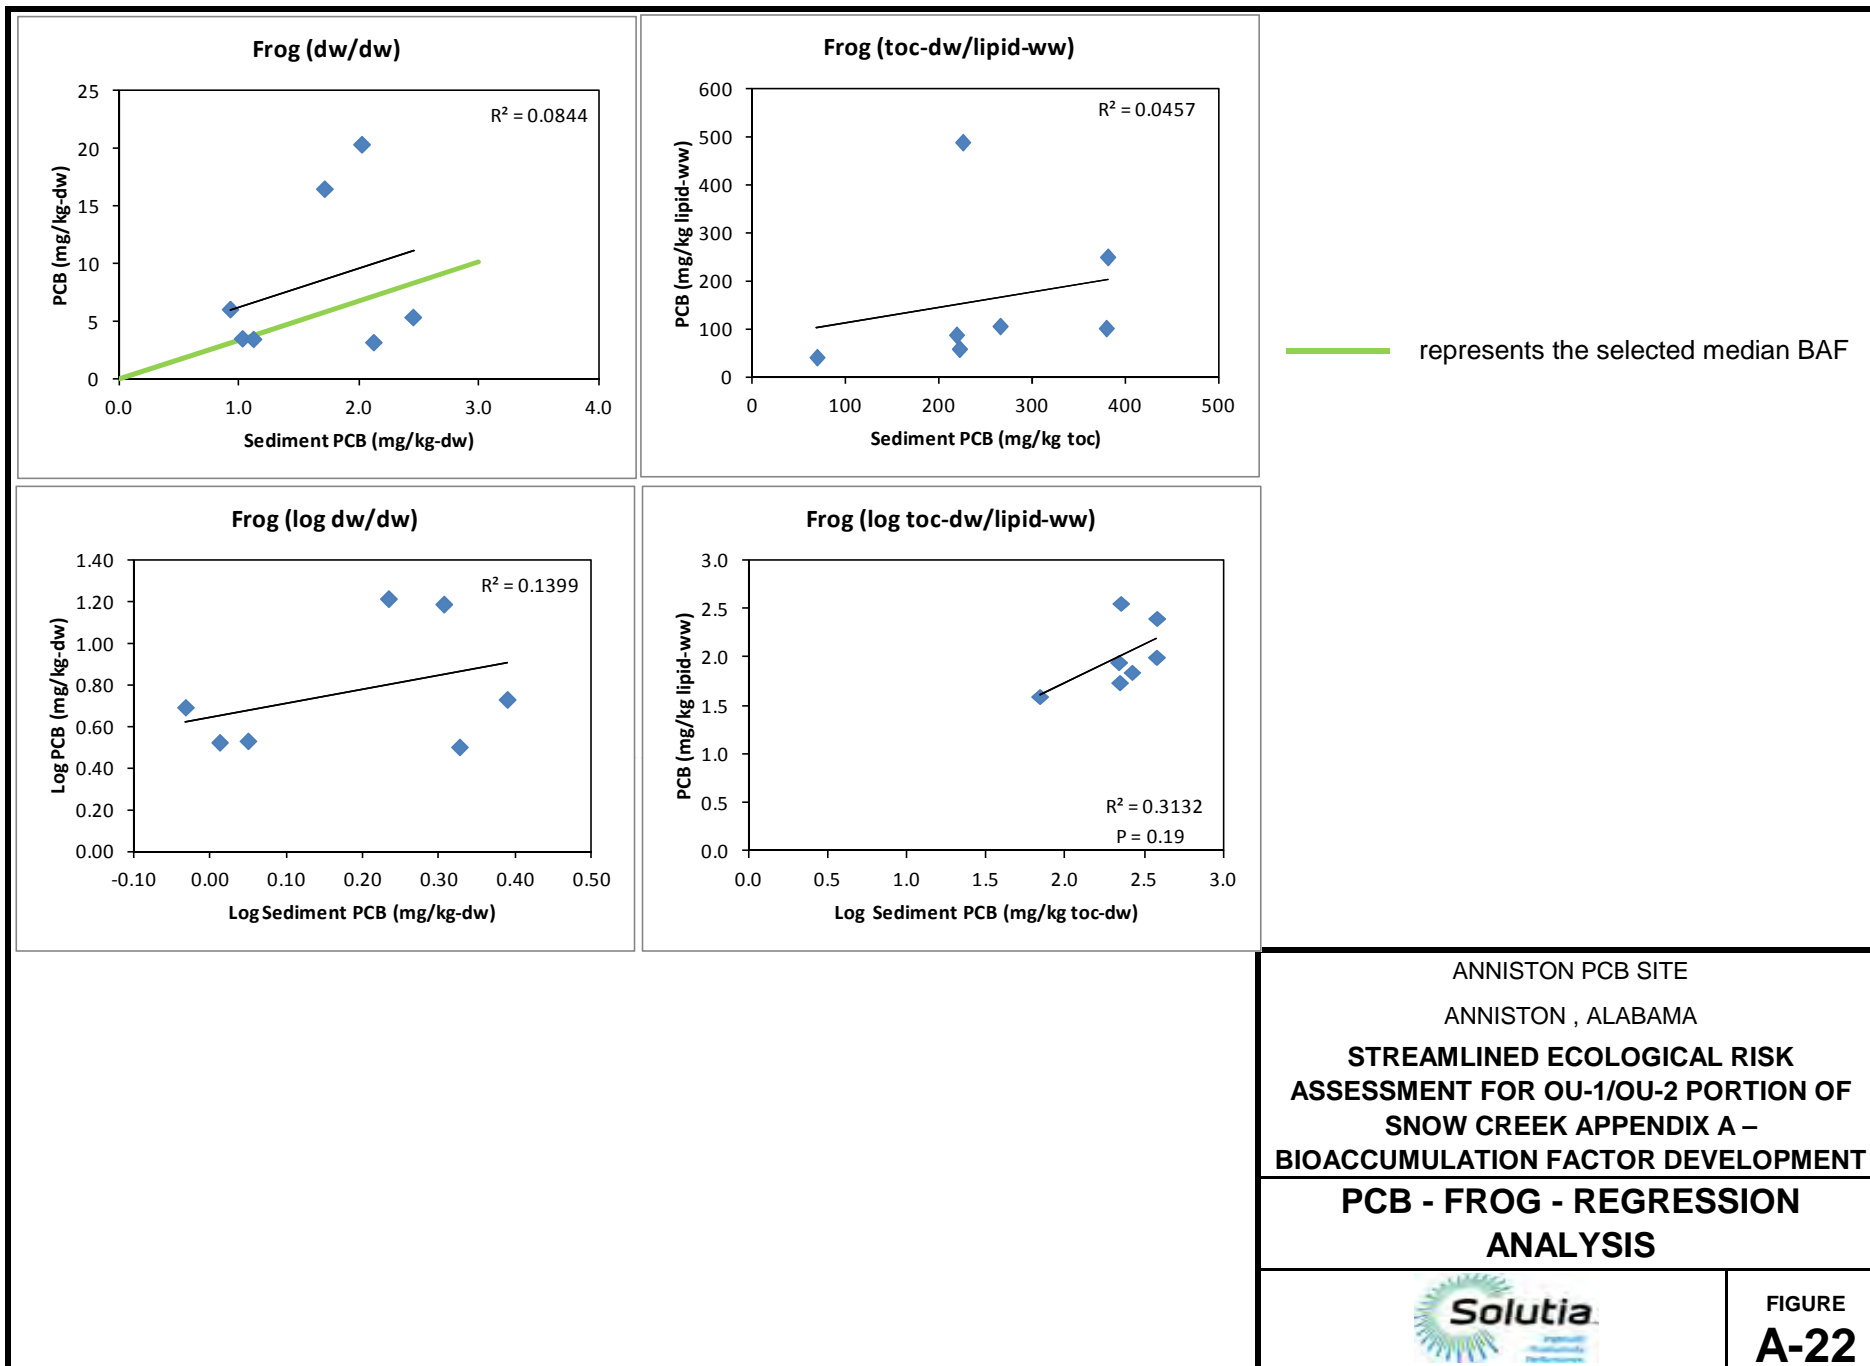 Frog (dw/dw)
25
20
15
10
5
0
0.0 1.0 2.0 3.0 4.0
PCB (mg/kg-dw)
Sediment PCB (mg/kg-dw)
R² = 0.0844
Frog (toc-dw/lipid-ww)
600
500
400
300
200
100
0
0 100 200 300 400 500
PCB (mg/kg lipid-ww)
Sediment PCB (mg/kg toc)
R² = 0.0457
represents the selected median BAF
Frog (log dw/dw)
1.40
1.20
1.00
0.80
0.60
0.40
0.20
0.00
-0.10 0.00 0.10 0.20 0.30 0.40 0.50
Log PCB (mg/kg-dw)
Log Sediment PCB (mg/kg-dw)
R² = 0.1399
Frog (log toc-dw/lipid-ww)
3.0
2.5
2.0
1.5
1.0
0.5
0.0
0.0 0.5 1.0 1.5 2.0 2.5 3.0
PCB (mg/kg lipid-ww)
Log Sediment PCB (mg/kg toc-dw)
R² = 0.3132
P = 0.19
ANNISTON PCB SITE
ANNISTON , ALABAMA
STREAMLINED ECOLOGICAL RISK
ASSESSMENT FOR OU-1/OU-2 PORTION OF
SNOW CREEK APPENDIX A –
BIOACCUMULATION FACTOR DEVELOPMENT
PCB - FROG - REGRESSION
ANALYSIS
Solutia
FIGURE
A-22